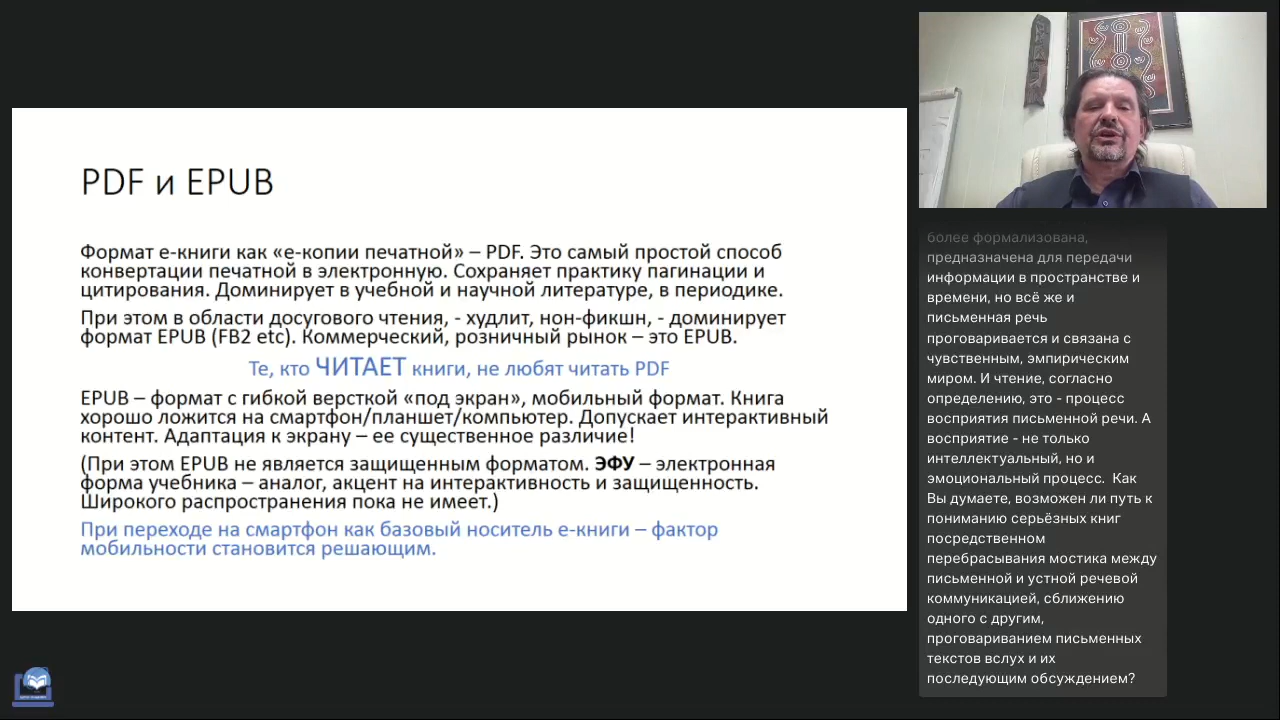 PDF и EPUB
Формат е-книги как «е-копии печатной» – PDF. Это самый простой способ
конвертации печатной в электронную. Сохраняет практику пагинации и
цитирования. Доминирует в учебной и научной литературе, в периодике.
При этом в области досугового чтения, - худлит, нон-фикшн, - доминирует
формат EPUB (FB2 etc). Коммерческий, розничный рынок – это EPUB.
Те, кто ЧИТАЕТ книги, не любят читать PDF
EPUB – формат с гибкой версткой «под экран», мобильный формат. Книга
хорошо ложится на смартфон/планшет/компьютер. Допускает интерактивный
контент. Адаптация к экрану – ее существенное различие!
(При этом EPUB не является защищенным форматом. ЭФУ – электронная
форма учебника – аналог, акцент на интерактивность и защищенность.
Широкого распространения пока не имеет.)
При переходе на смартфон как базовый носитель е-книги – фактор
мобильности становится решающим.
более формализована,
предназначена для передачи
информации в пространстве и
времени, но всё же и
письменная речь
проговаривается и связана с
чувственным, эмпирическим
миром. И чтение, согласно
определению, это - процесс
восприятия письменной речи. А
восприятие - не только
интеллектуальный, но и
эмоциональный процесс.  Как
Вы думаете, возможен ли путь к
пониманию серьёзных книг
посредственном
перебрасывания мостика между
письменной и устной речевой
коммуникацией, сближению
одного с другим,
проговариванием письменных
текстов вслух и их
последующим обсуждением?